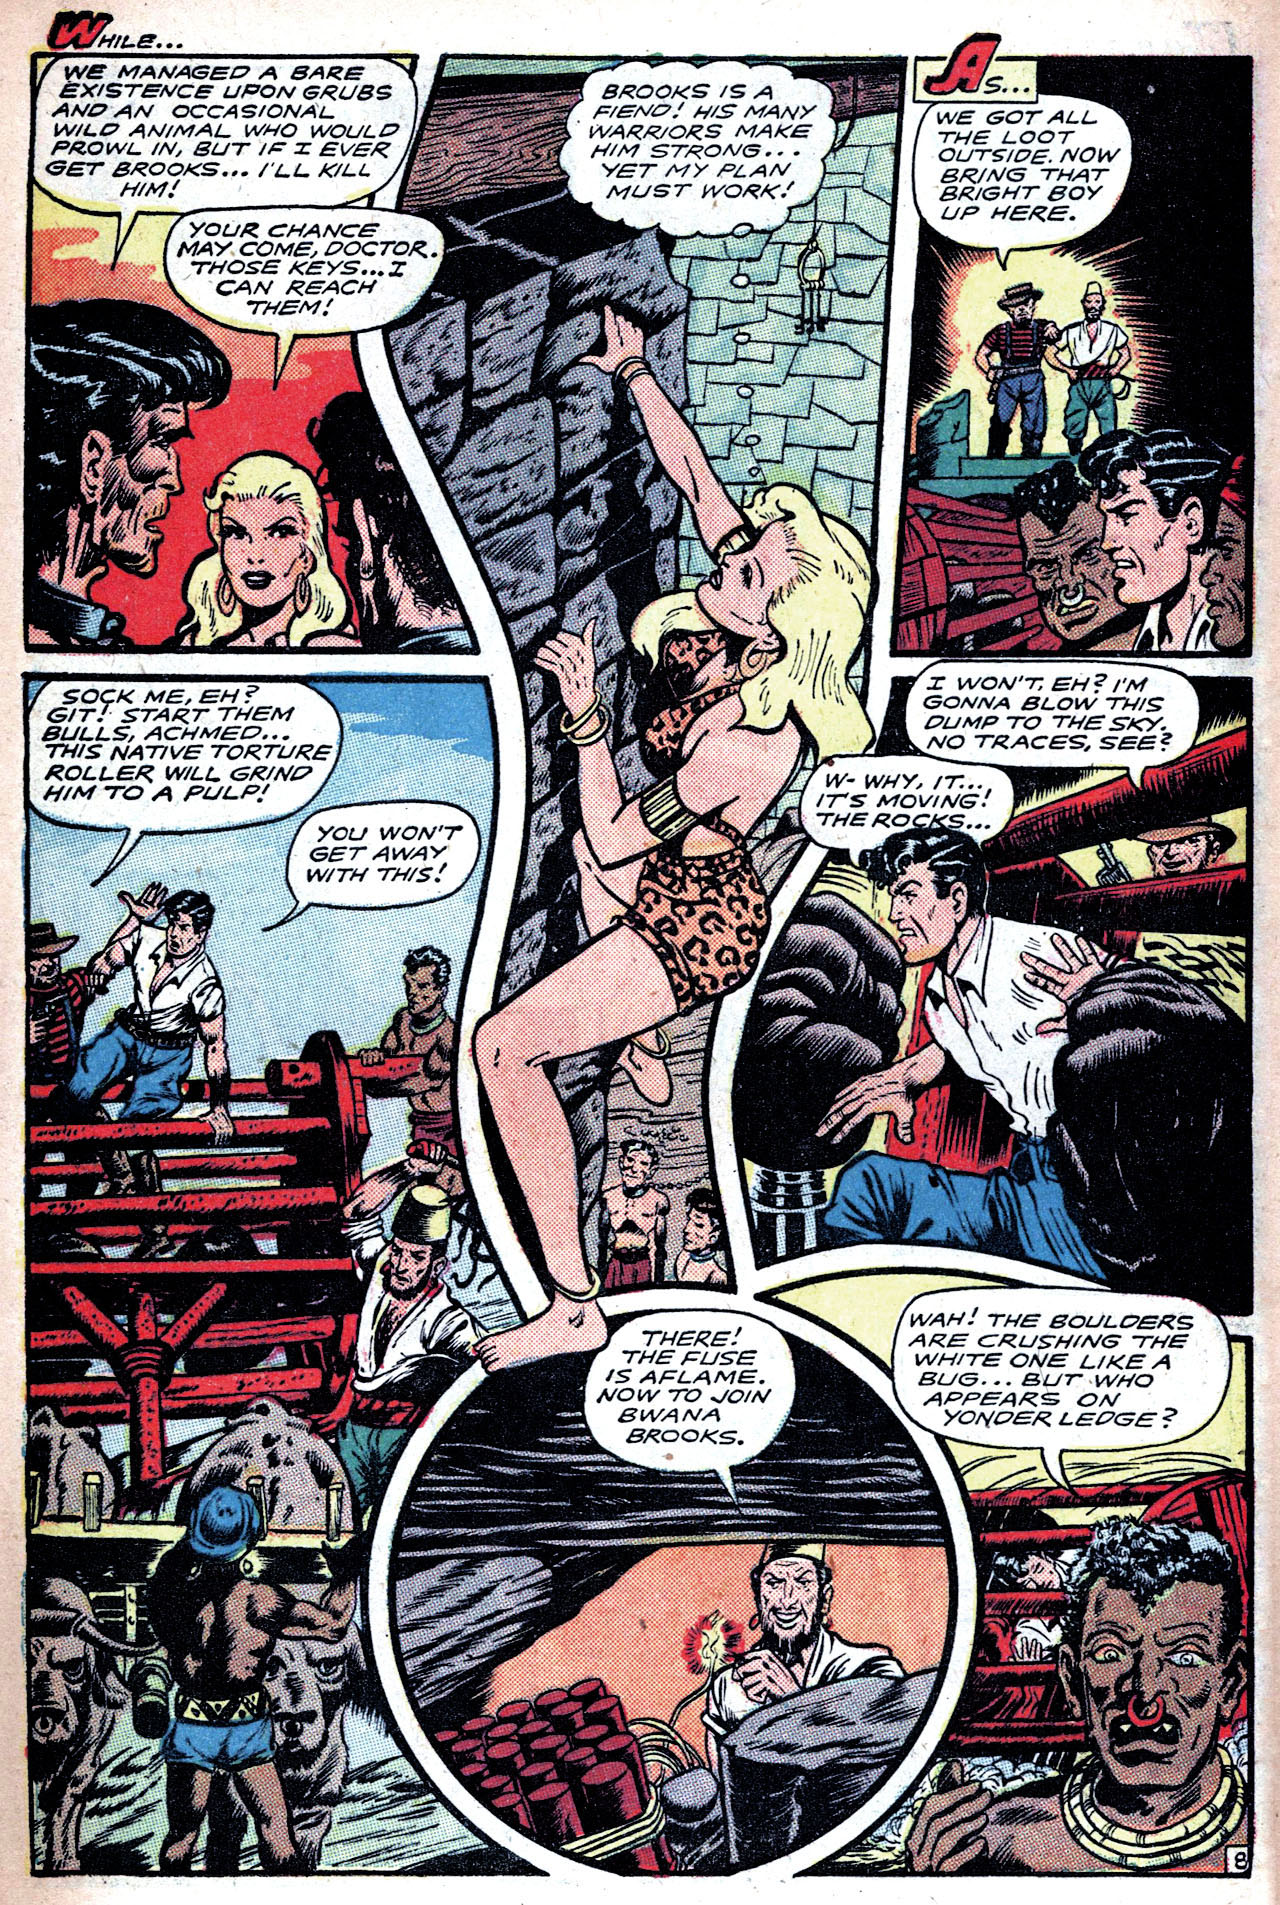 WHILE...
WE MANAGED A BARE
EXISTENCE UPON GRUBS
AND AN OCCASIONAL
WILD ANIMAL WHO WOULD
PROWL IN, BUT IF I EVER
GET BROOKS... I'LL KILL
HIM!
YOUR CHANCE
MAY COME, DOCTOR.
THOSE KEYS... I
CAN REACH
THEM!
BROOKS IS A
FIEND! HIS MANY
WARRIORS MAKE
HIM STRONG...
YET MY PLAN
MUST WORK!
AS...
WE GOT ALL
THE LOOT
OUTSIDE. NOW
BRING THAT
BRIGHT BOY
UP HERE.
SOCK ME, EH?
GIT! START THEM
BULLS, ACHMED...
THIS NATIVE TORTURE
ROLLER WILL GRIND
HIM TO A PULP!
YOU WON'T
GET AWAY
WITH THIS!
I WON'T, EH? I'M
GONNA BLOW THIS
DUMP TO THE SKY.
NO TRACES, SEE?
W-WHY, IT...
IT'S MOVING!
THE ROCKS...
THERE!
THE FUSE
IS AFLAME.
NOW TO JOIN
BWANA
BROOKS.
WAH! THE BOULDERS
ARE CRUSHING THE
WHITE ONE LIKE A
BUG... BUT WHO
APPEARS ON
YONDER LEDGE?
8